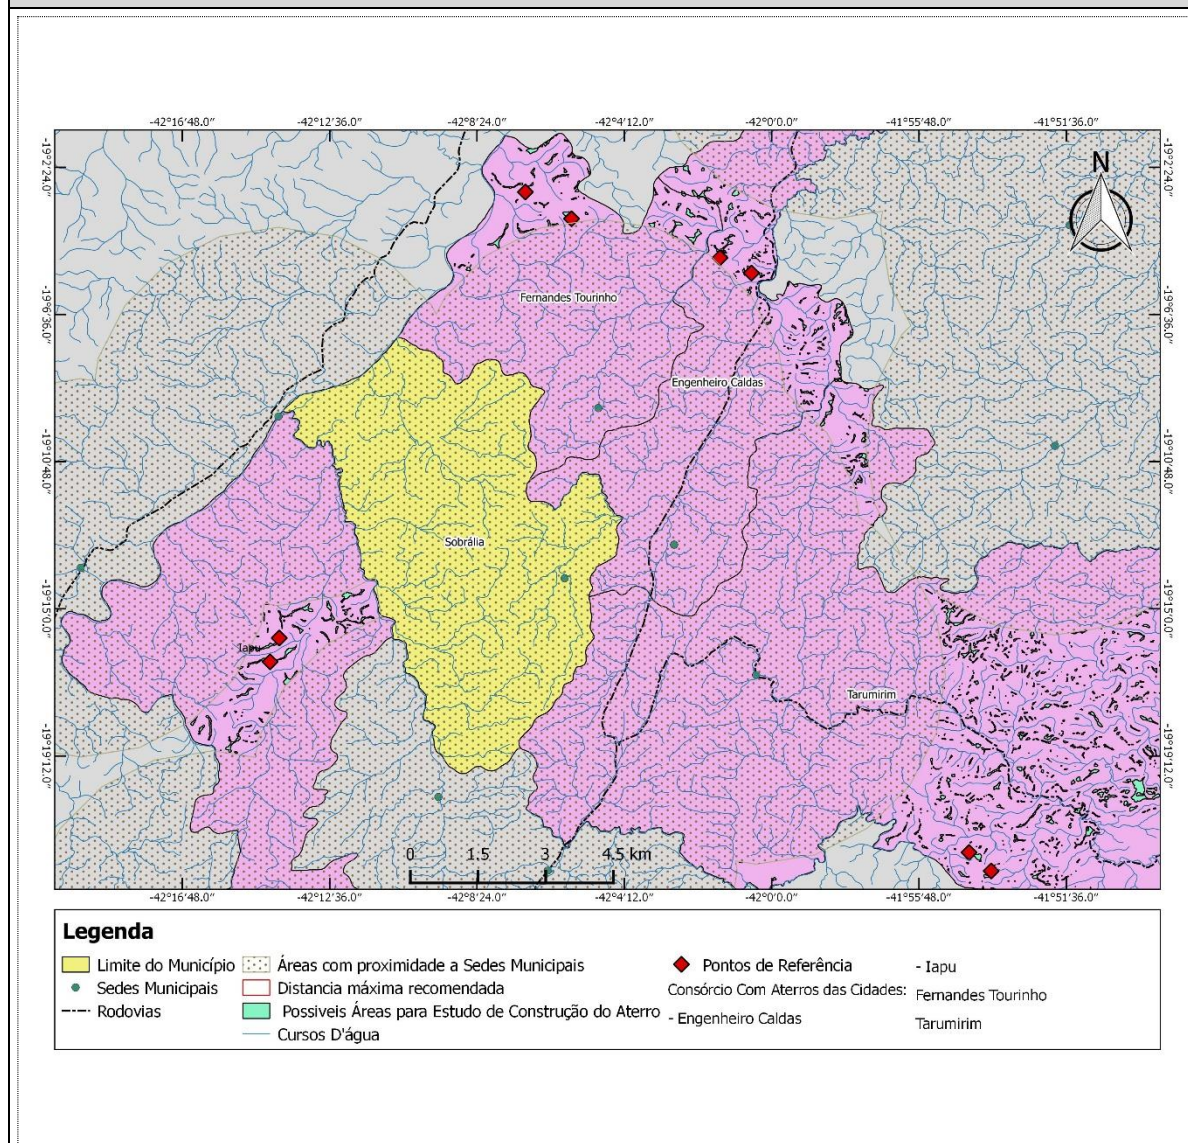 -42°16'48.0" -42°12'36.0" -42°8'24.0" -42°4'12.0" -42°0'0.0" -41°55'48.0" -41°51'36.0"
-19°2'24.0" -19°2'24.0"
N
Fernandes Tourinho
-19°6'36.0" -19°6'36.0"
Engenheiro Caldas
-19°10'48.0" -19°10'48.0"
Sobrália
-19°15'0.0" -19°15'0.0"
Iapu
Tarumirim
-19°19'12.0" -19°19'12.0"
0 1.5 3 4.5 km
-42°16'48.0" -42°12'36.0" -42°8'24.0" -42°4'12.0" -42°0'0.0" -41°55'48.0" -41°51'36.0"
Legenda
Limite do Município
Sedes Municipais
Rodovias
Áreas com proximidade a Sedes Municipais
Distancia máxima recomendada
Possiveis Áreas para Estudo de Construção do Aterro
Cursos D'água
Pontos de Referência
Consórcio Com Aterros das Cidades:
- Engenheiro Caldas
- Iapu
Fernandes Tourinho
Tarumirim